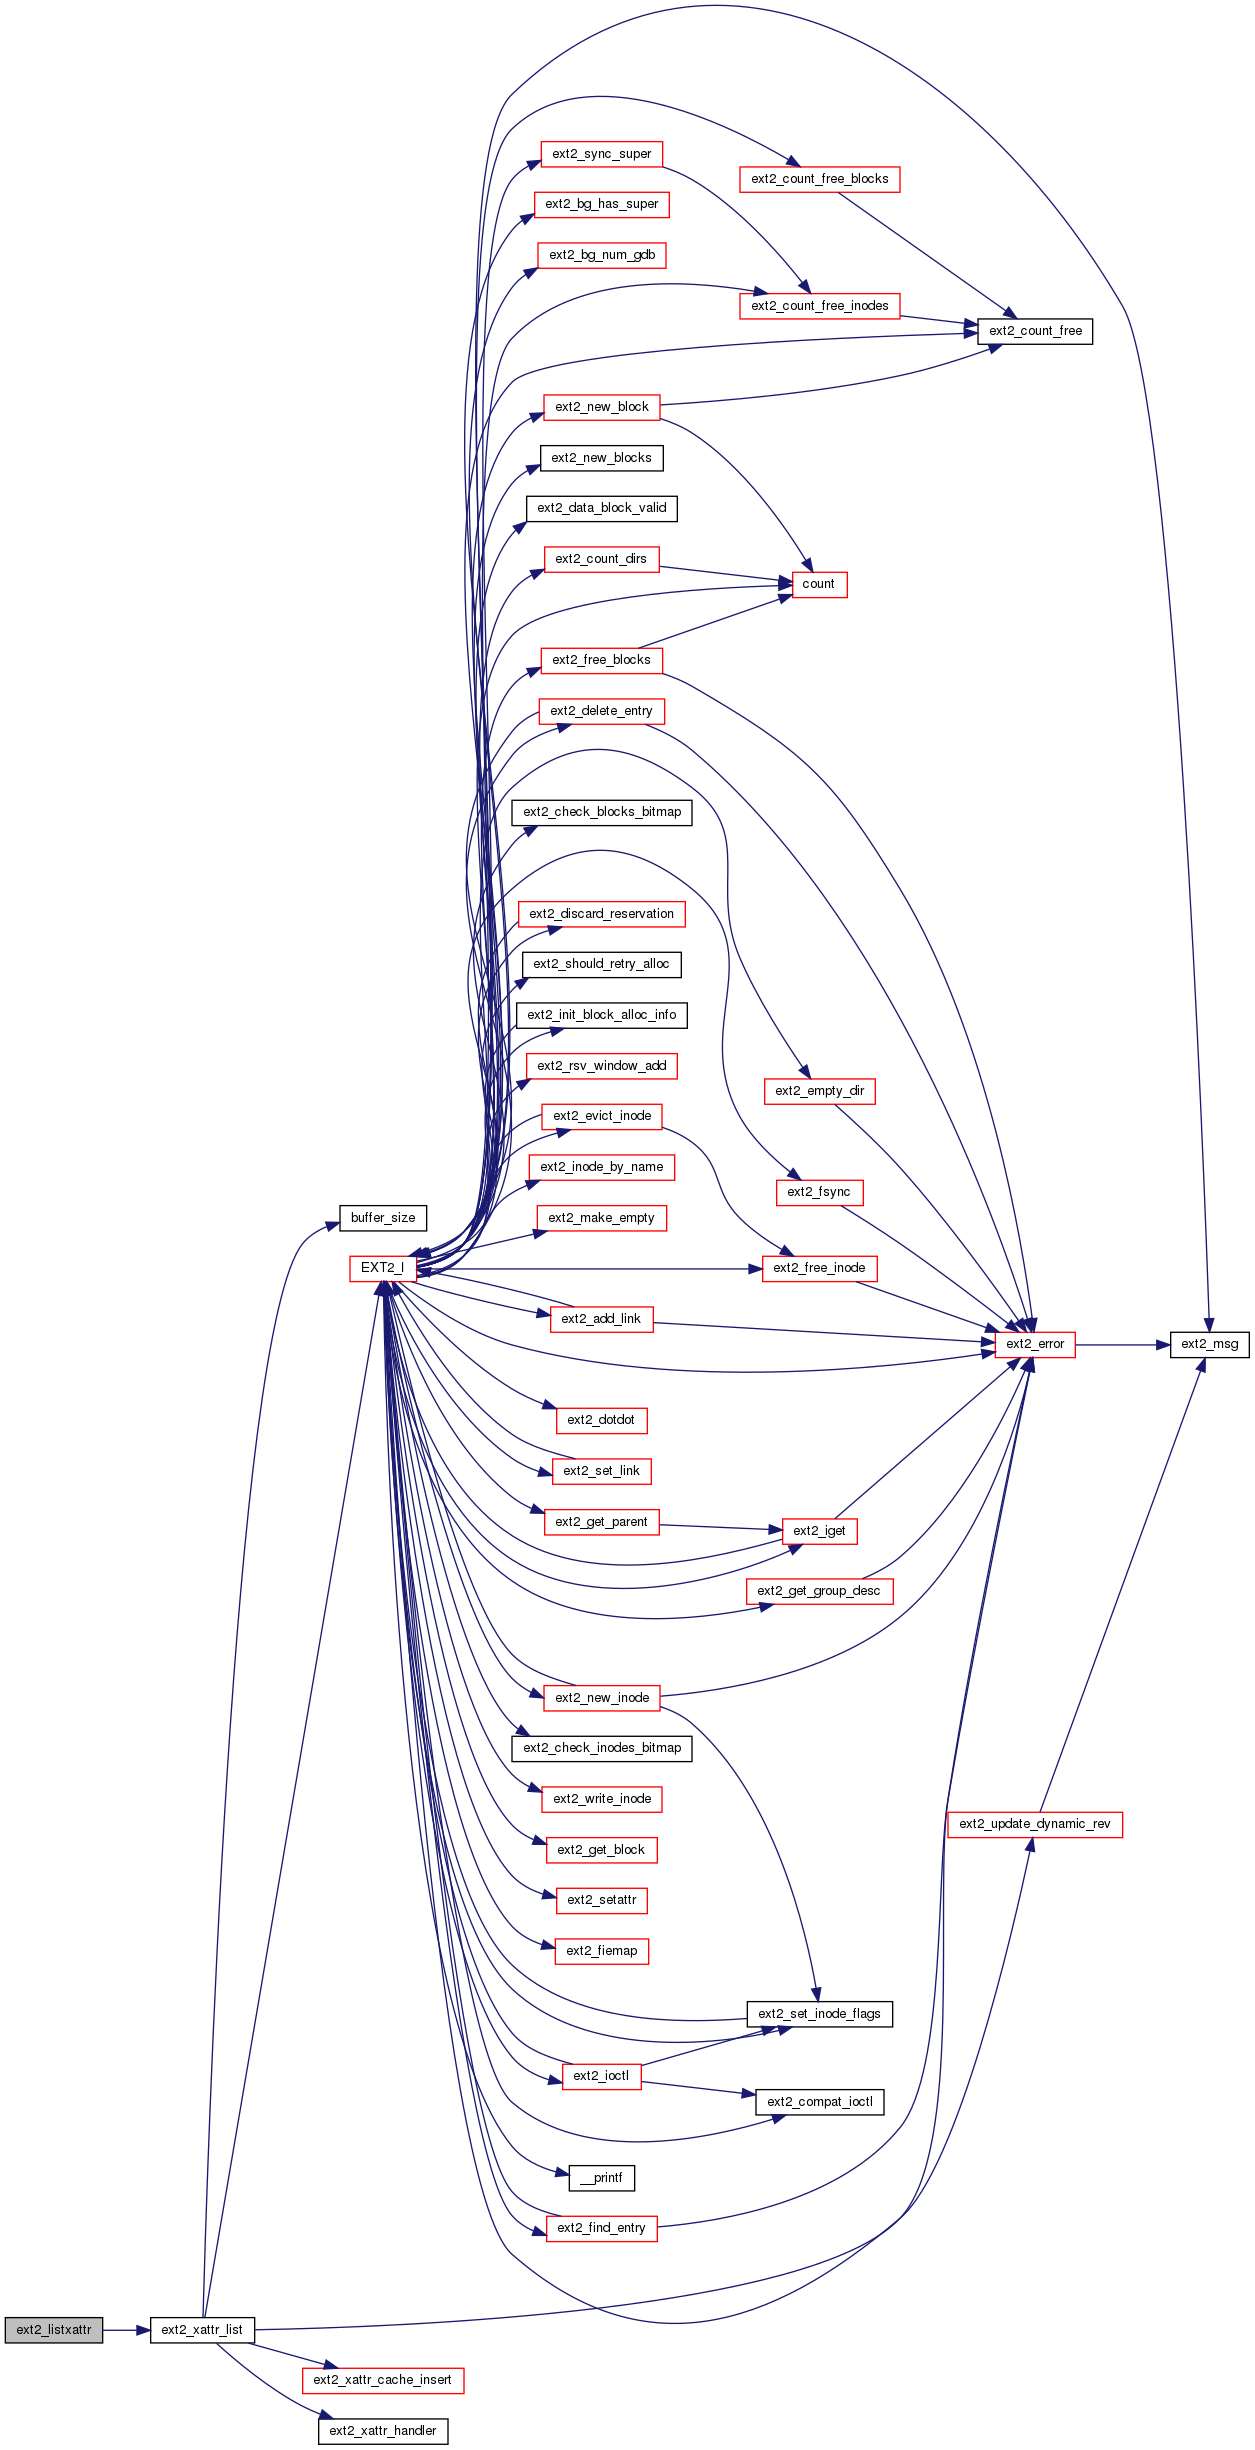 ext2_sync_super
ext2_count_free_blocks
ext2_bg_has_super
ext2_bg_num_gdb
ext2_count_free_inodes
ext2_count_free
ext2_new_block
ext2_new_blocks
ext2_data_block_valid
ext2_count_dirs
count
ext2_free_blocks
ext2_delete_entry
ext2_check_blocks_bitmap
ext2_discard_reservation
ext2_should_retry_alloc
ext2_init_block_alloc_info
ext2_rsv_window_add
ext2_empty_dir
ext2_evict_inode
ext2_inode_by_name
ext2_fsync
buffer_size
ext2_make_empty
EXT2_I
ext2_free_inode
ext2_add_link
ext2_error
ext2_msg
ext2_dotdot
ext2_set_link
ext2_get_parent
ext2_iget
ext2_get_group_desc
ext2_new_inode
ext2_check_inodes_bitmap
ext2_write_inode
ext2_update_dynamic_rev
ext2_get_block
ext2_setattr
ext2_fiemap
ext2_set_inode_flags
ext2_ioctl
ext2_compat_ioctl
__printf
ext2_find_entry
ext2_listxattr
ext2_xattr_list
ext2_xattr_cache_insert
ext2_xattr_handler